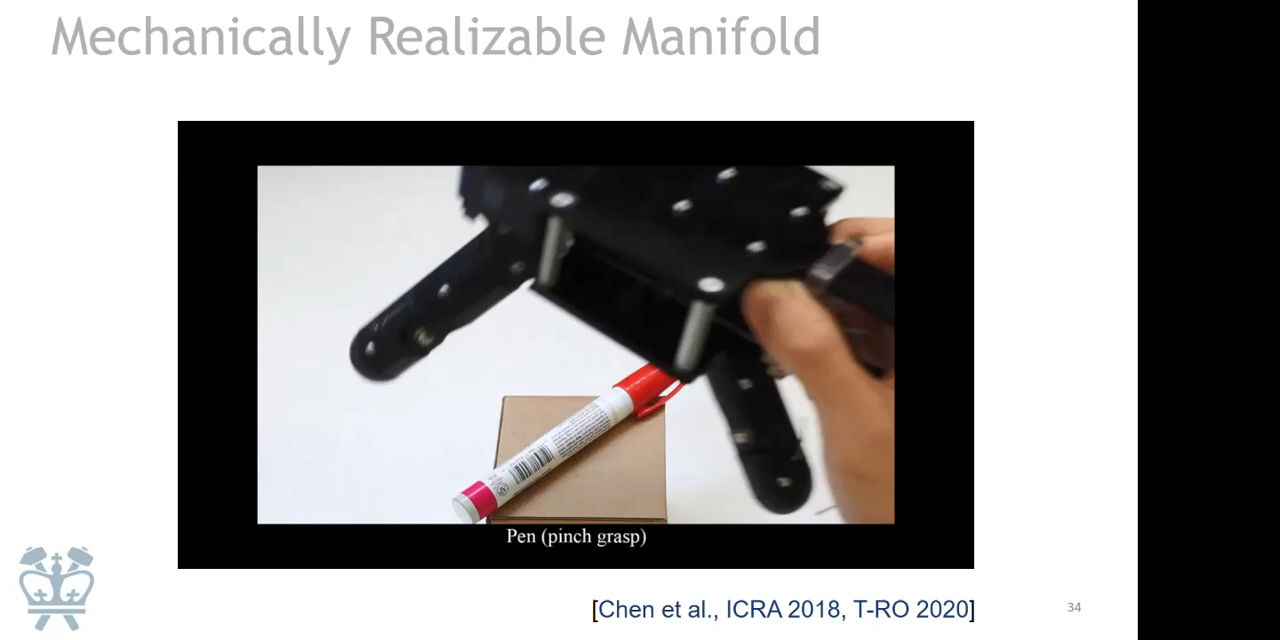 Mechanically Realizable Manifold
Pen (pinch grasp)
[Chen et al., ICRA 2018, T-RO 2020]
34